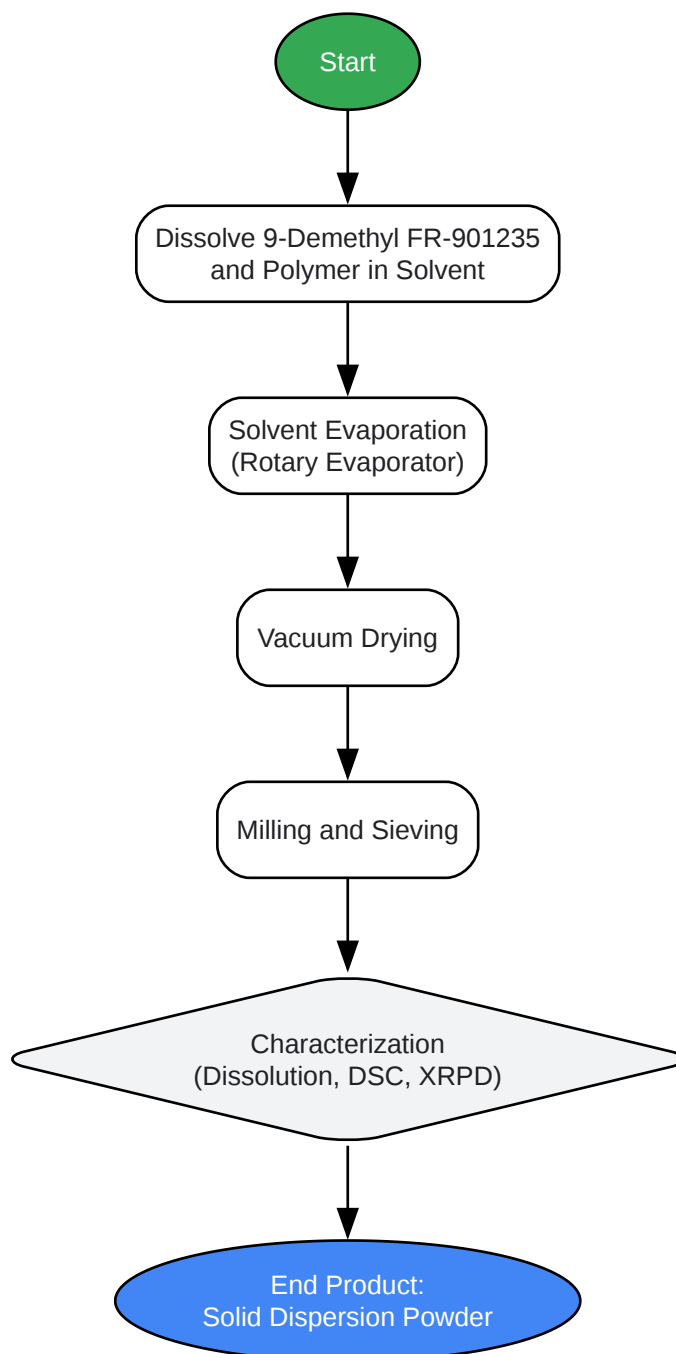 Start
Dissolve 9-Demethyl FR-901235
and Polymer in Solvent
Solvent Evaporation
(Rotary Evaporator)
Vacuum Drying
Milling and Sieving
Characterization
(Dissolution, DSC, XRPD)
End Product:
Solid Dispersion Powder